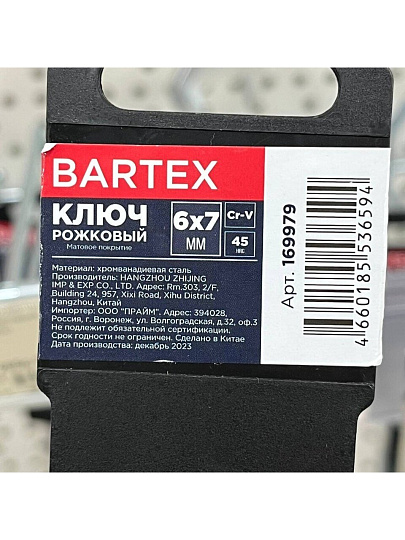 BARTEX
КЛЮЧ
РОЖКОВЫЙ
Матовое покрытие
6x7
ММ
Cr-V
45
HRC
Материал: хромванадиевая сталь
Производитель: HANGZHOU ZHIJING
IMP & EXP CO., LTD. Адрес: Rm.303, 2/F,
Building 24, 957, Xixi Road, Xihu District,
Hangzhou, Китай
Импортер: ООО "ПРАЙМ". Адрес: 394028,
Россия, г. Воронеж, ул. Волгоградская, д.32, оф.3
Не подлежит обязательной сертификации.
Срок годности не ограничен. Сделано в Китае
Дата производства: декабрь 2023
Арт. 169979
4660185536594